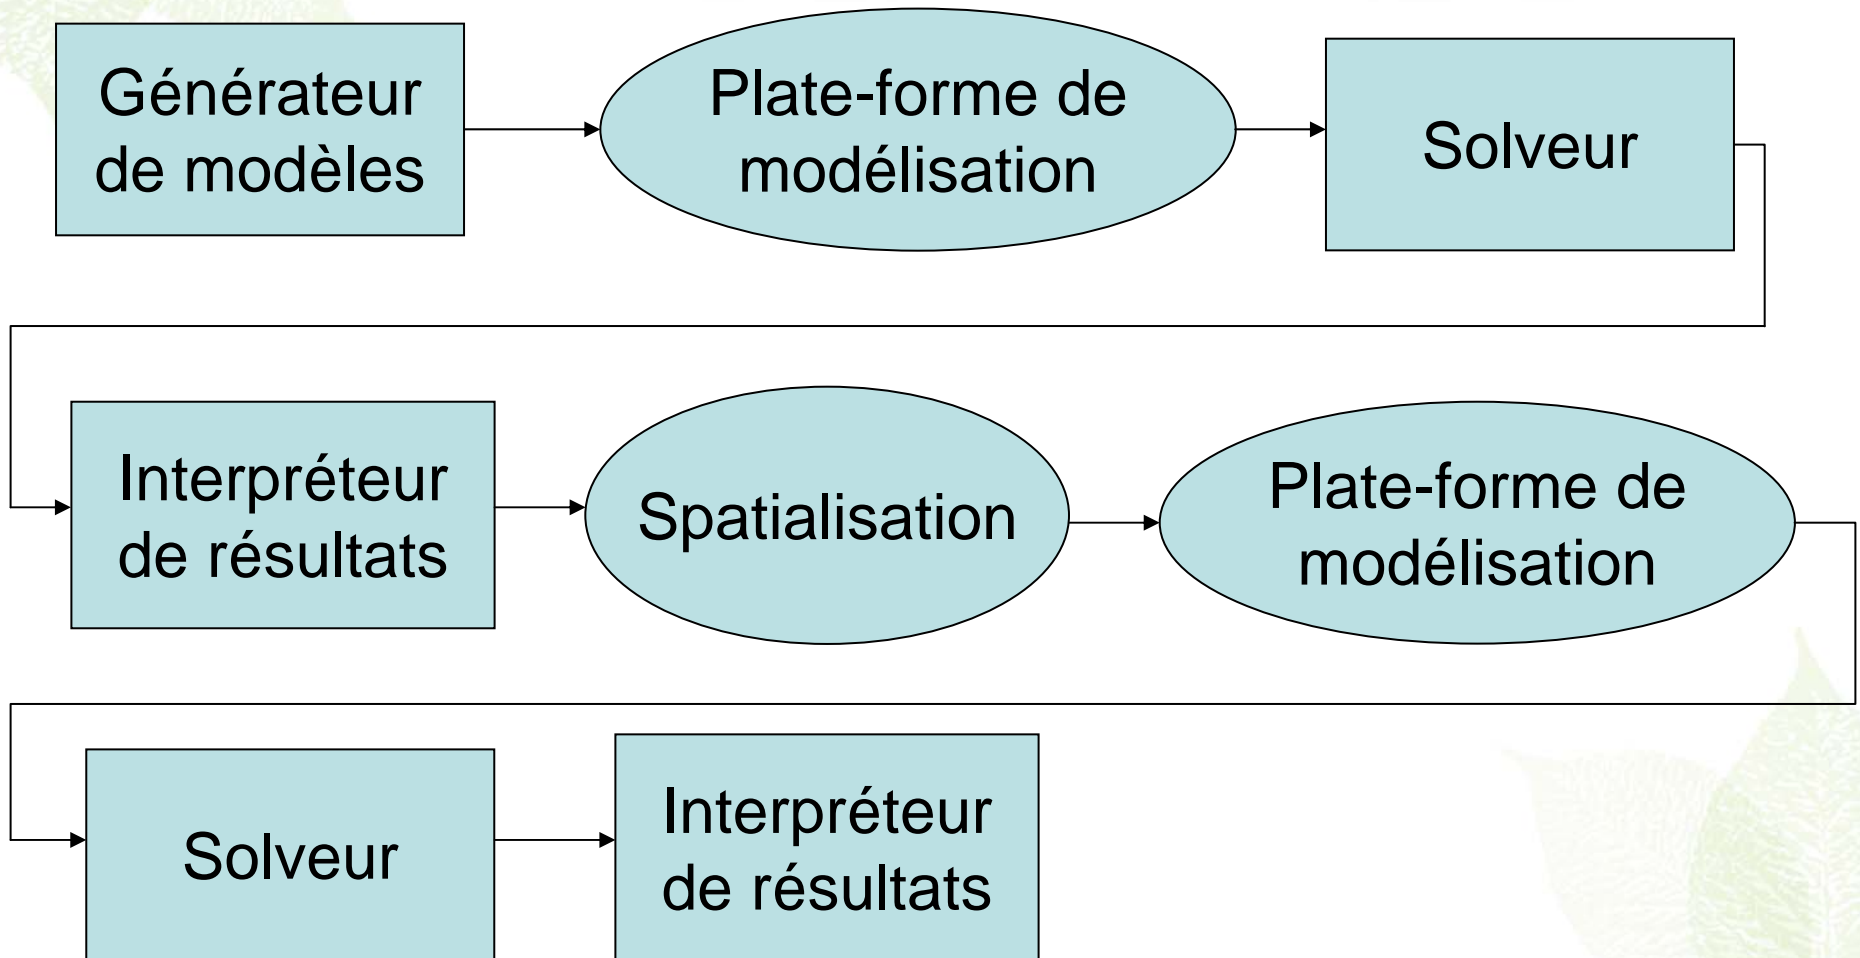 Générateur
de modèles
Plate-forme de
modélisation
Solveur
Interpréteur
de résultats
Spatialisation
Plate-forme de
modélisation
Solveur
Interpréteur
de résultats